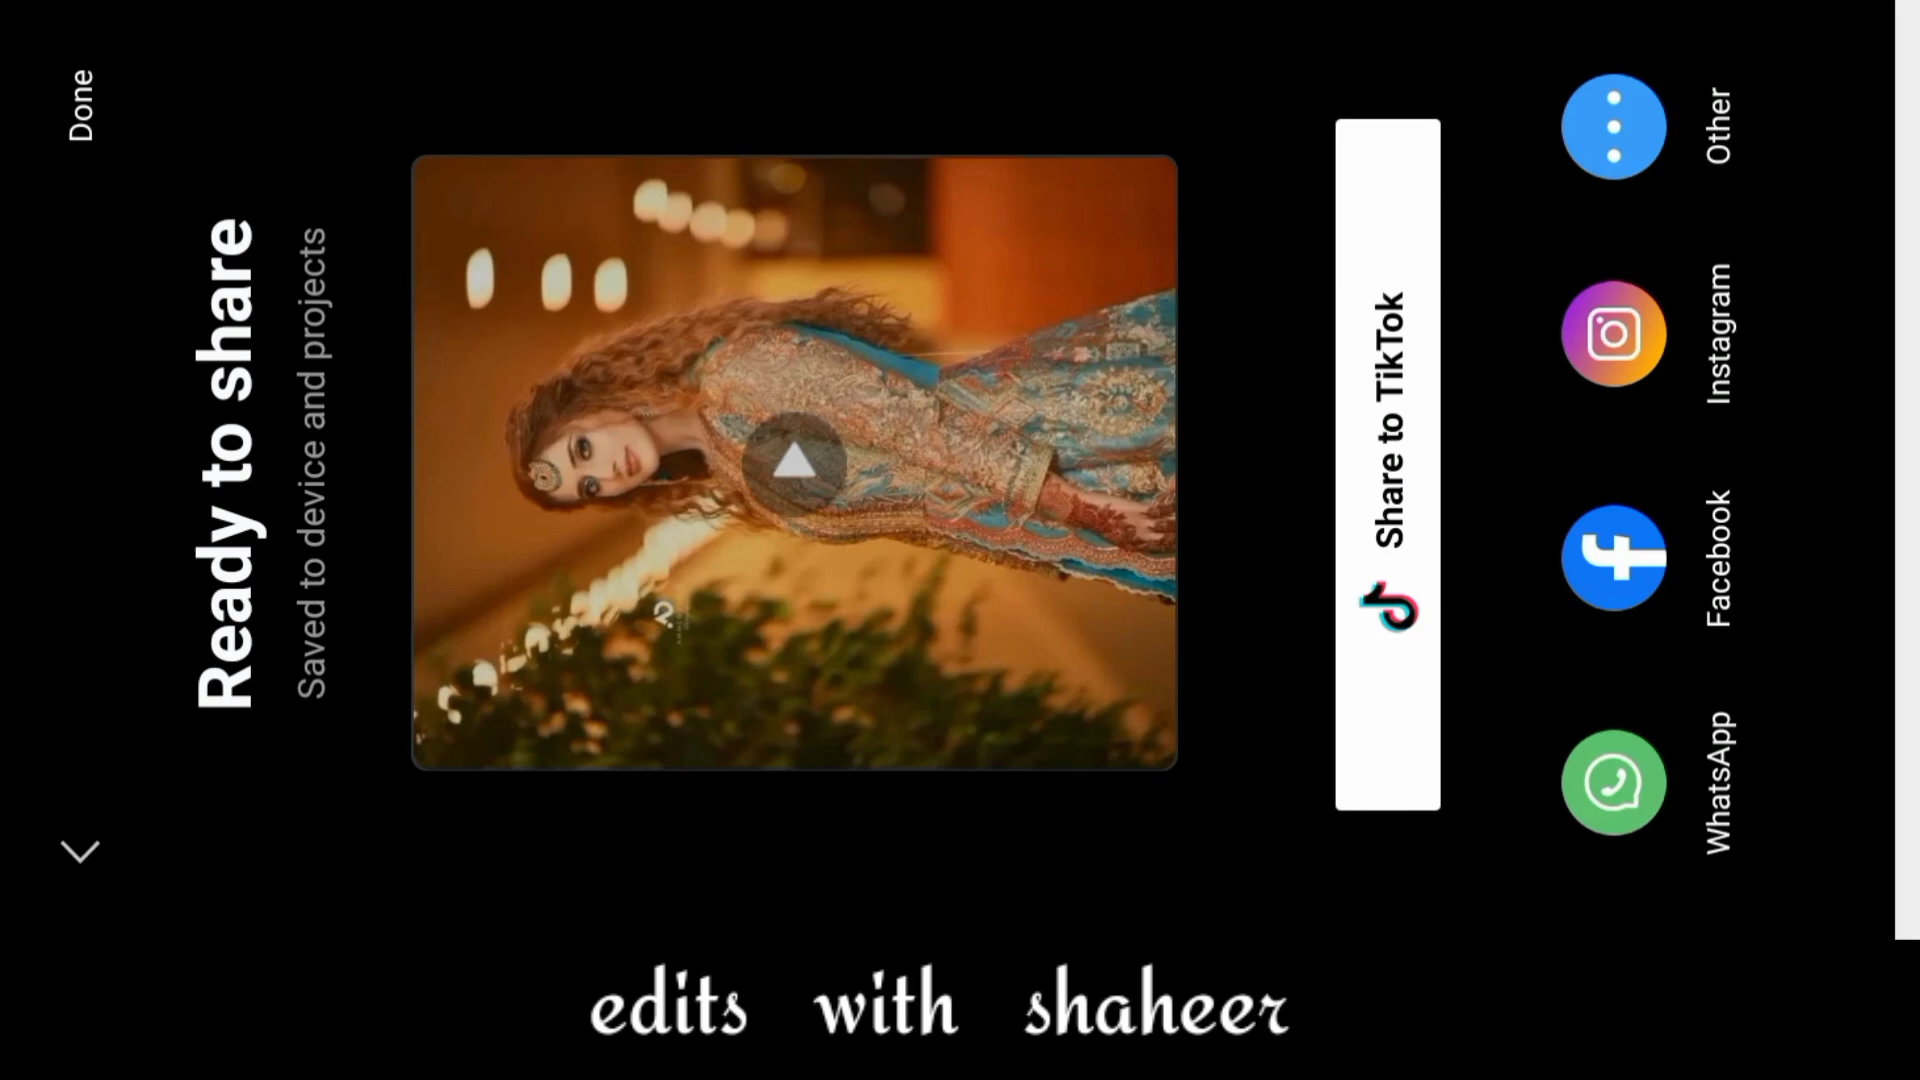 Done
Ready to share
Saved to device and projects
Share to TikTok
WhatsApp
Facebook
Instagram
Other
edits with shaheer